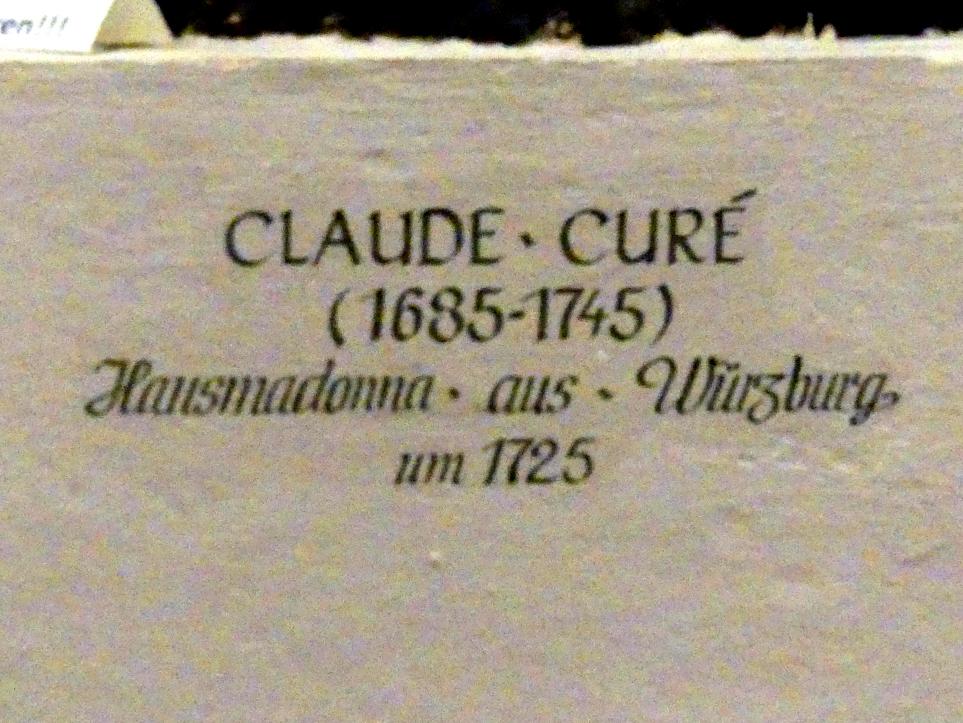 CLAUDE · CURÉ
(1685-1745)
Hausmadonna · aus · Würzburg,
um 1725